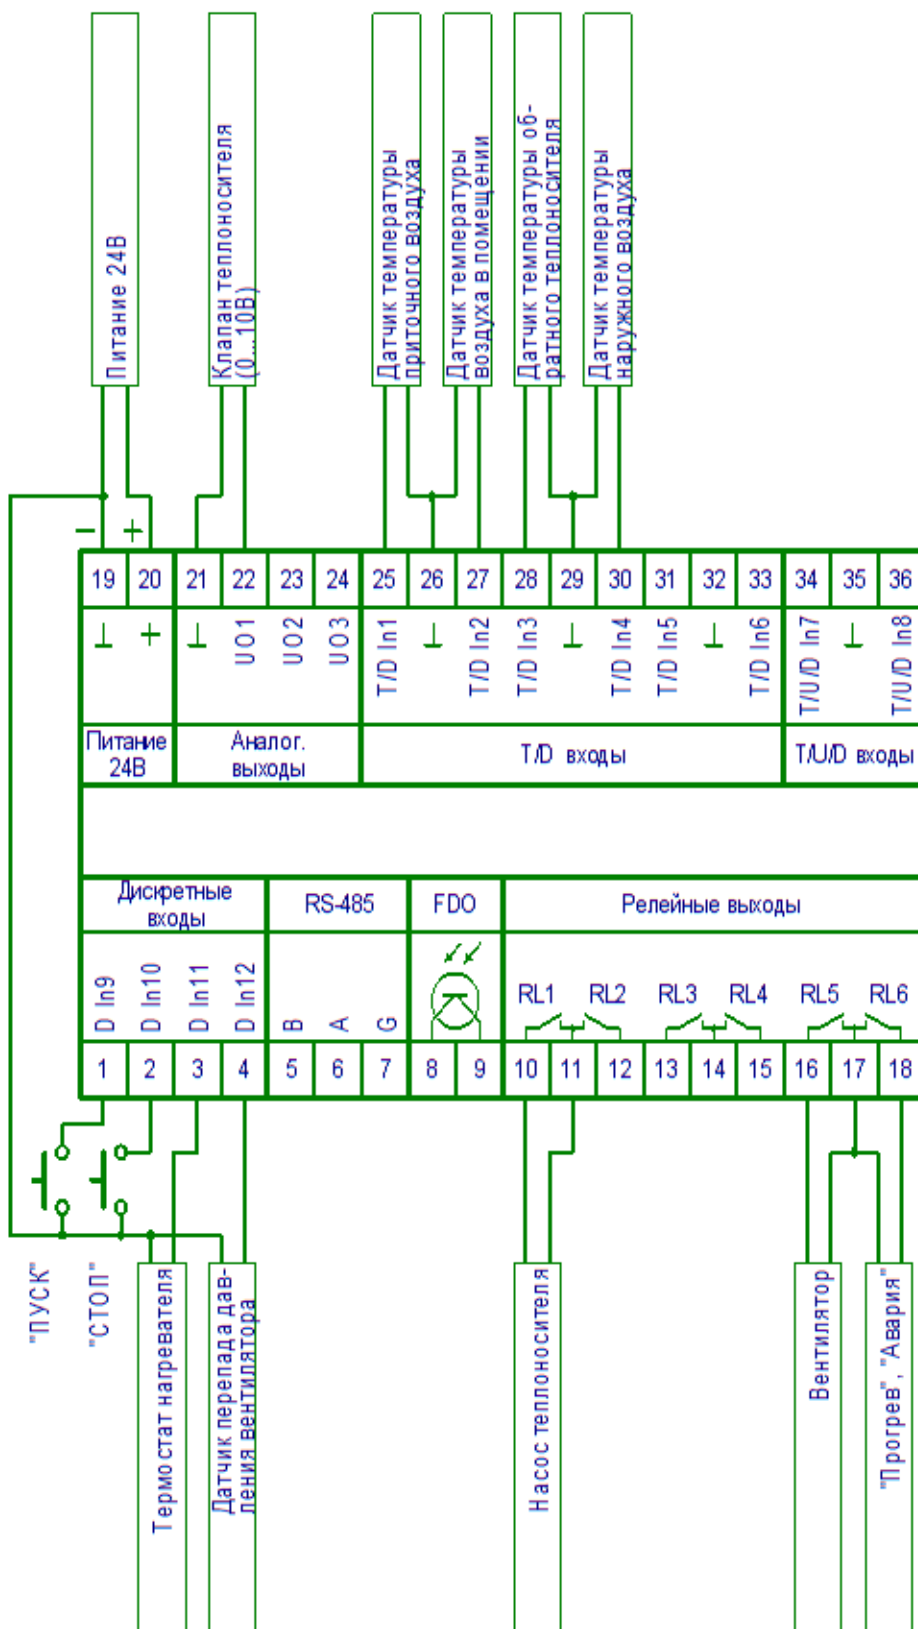 Питание 24В
Клапан теплоносителя
(0...10В)
Датчик температуры
приточного воздуха
Датчик температуры
воздуха в помещении
Датчик температуры об-
ратного теплоносителя
Датчик температуры
наружного воздуха
– +
19 20 21 22 23 24 25 26 27 28 29 30 31 32 33 34 35 36
+ UO1 UO2 UO3 T/D In1 T/D In2 T/D In3 T/D In4 T/D In5 T/D In6 T/U/D In7 T/U/D In8
Питание
24В
Аналог.
выходы
T/D входы
T/U/D входы
Дискретные
входы
RS-485
FDO
Релейные выходы
D In9 D In10 D In11 D In12 B A G RL1 RL2 RL3 RL4 RL5 RL6
1 2 3 4 5 6 7 8 9 10 11 12 13 14 15 16 17 18
"ПУСК"
"СТОП"
Термостат нагревателя
Датчик перепада дав-
ления вентилятора
Насос теплоносителя
Вентилятор
"Прогрев", "Авария"